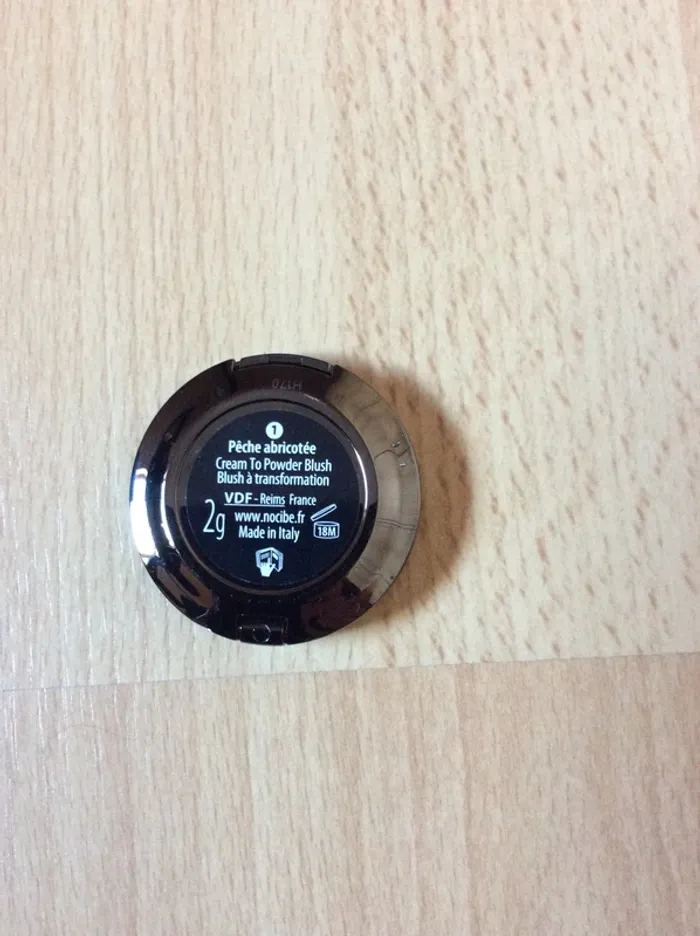 H170
1
Pêche abricotée
Cream To Powder Blush
Blush à transformation
VDF - Reims France
2g www.nocibe.fr
Made in Italy
18M